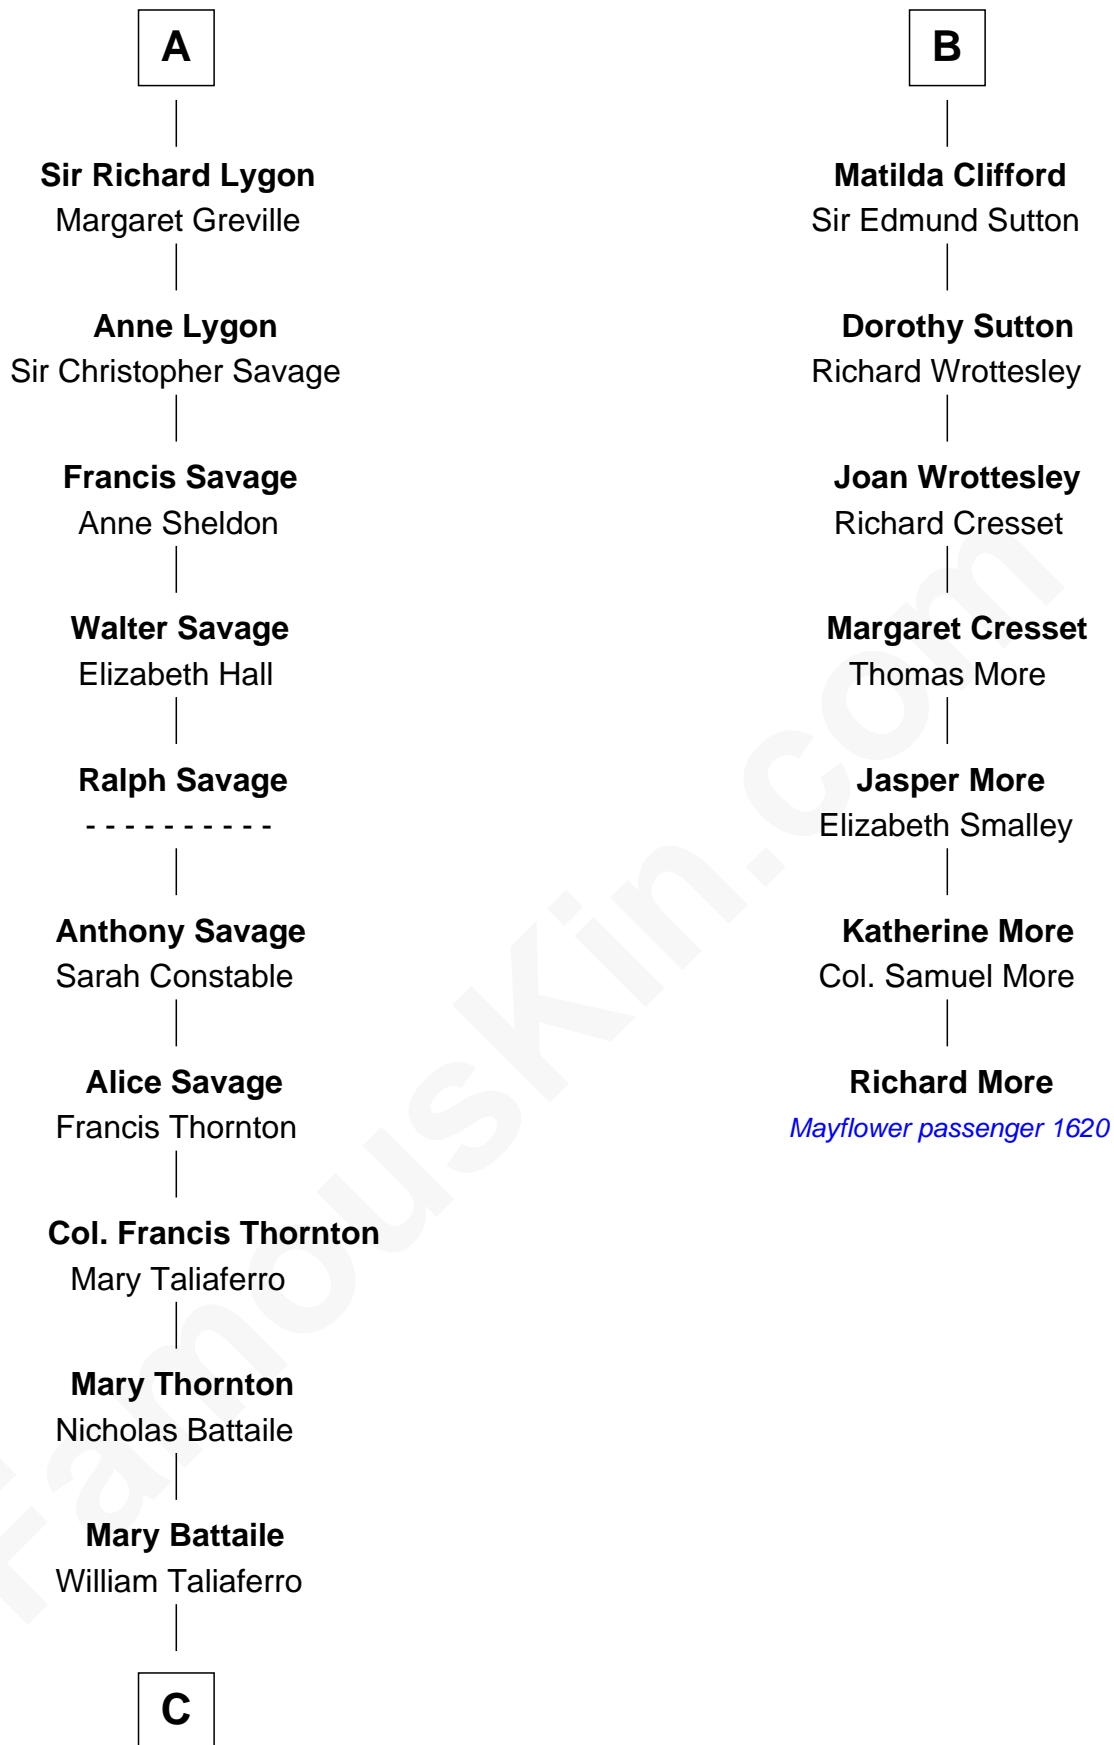 A
Sir Richard Lygon
Margaret Greville
Anne Lygon
Sir Christopher Savage
Francis Savage
Anne Sheldon
Walter Savage
Elizabeth Hall
Ralph Savage
- - - - - - - - - -
Anthony Savage
Sarah Constable
Alice Savage
Francis Thornton
Col. Francis Thornton
Mary Taliaferro
Mary Thornton
Nicholas Battaile
Mary Battaile
William Taliaferro
C
B
Matilda Clifford
Sir Edmund Sutton
Dorothy Sutton
Richard Wrottesley
Joan Wrottesley
Richard Cresset
Margaret Cresset
Thomas More
Jasper More
Elizabeth Smalley
Katherine More
Col. Samuel More
Richard More
Mayflower passenger 1620
FamousKin.com